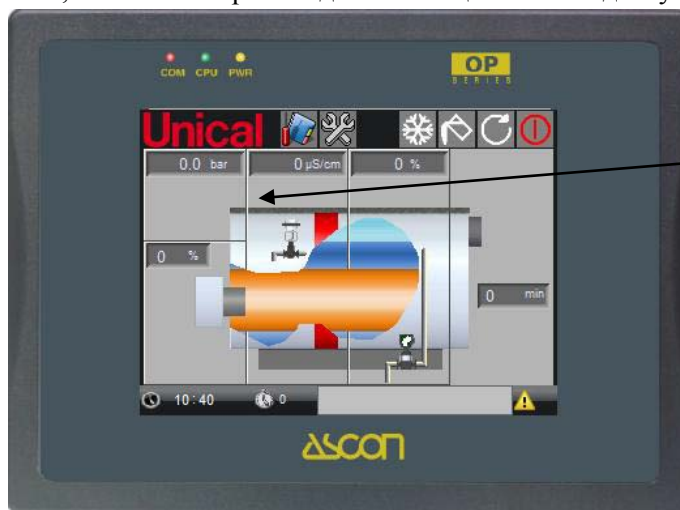 COM CPU PWR
OP
SERIES
Unical
0.0 bar 0 µS/cm 0 %
0 %
0 min
10:40 0
ASCON